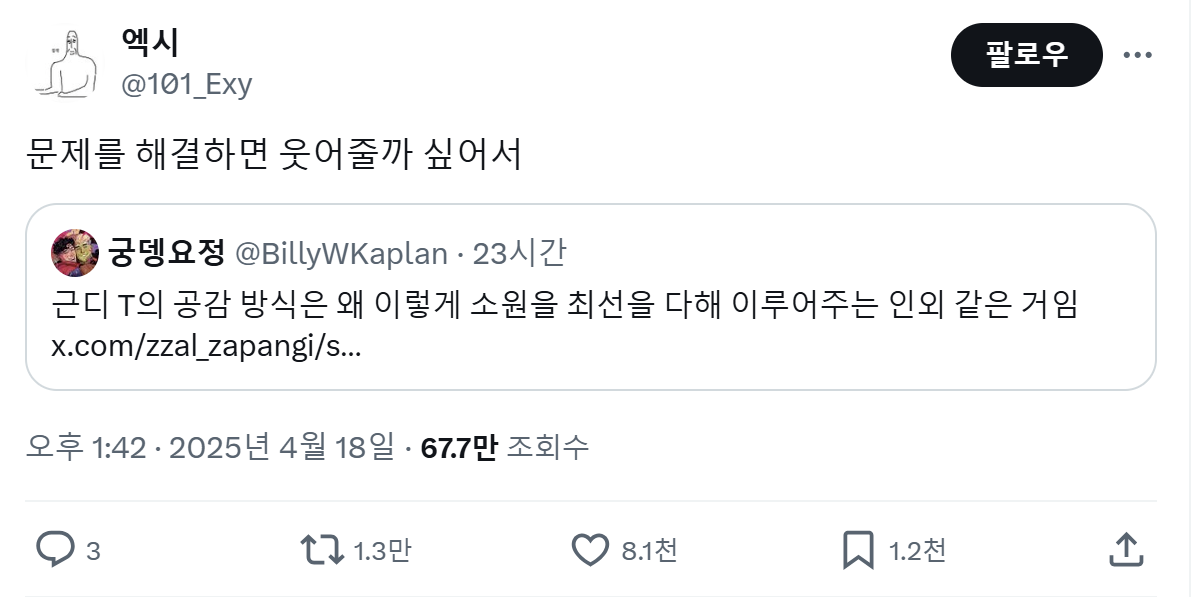 엑시
팔로우
@101_Exy
문제를 해결하면 웃어줄까 싶어서
궁뎅요정 @BillyWKaplan · 23시간
근디 T의 공감 방식은 왜 이렇게 소원을 최선을 다해 이루어주는 인외 같은 거임
x.com/zzal_zapangi/s...
오후 1:42 · 2025년 4월 18일 · 67.7만 조회수
3
1.3만
8.1천
1.2천